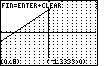 FIN=ENTER+CLEAR
(0;8) (-1.3333;0)